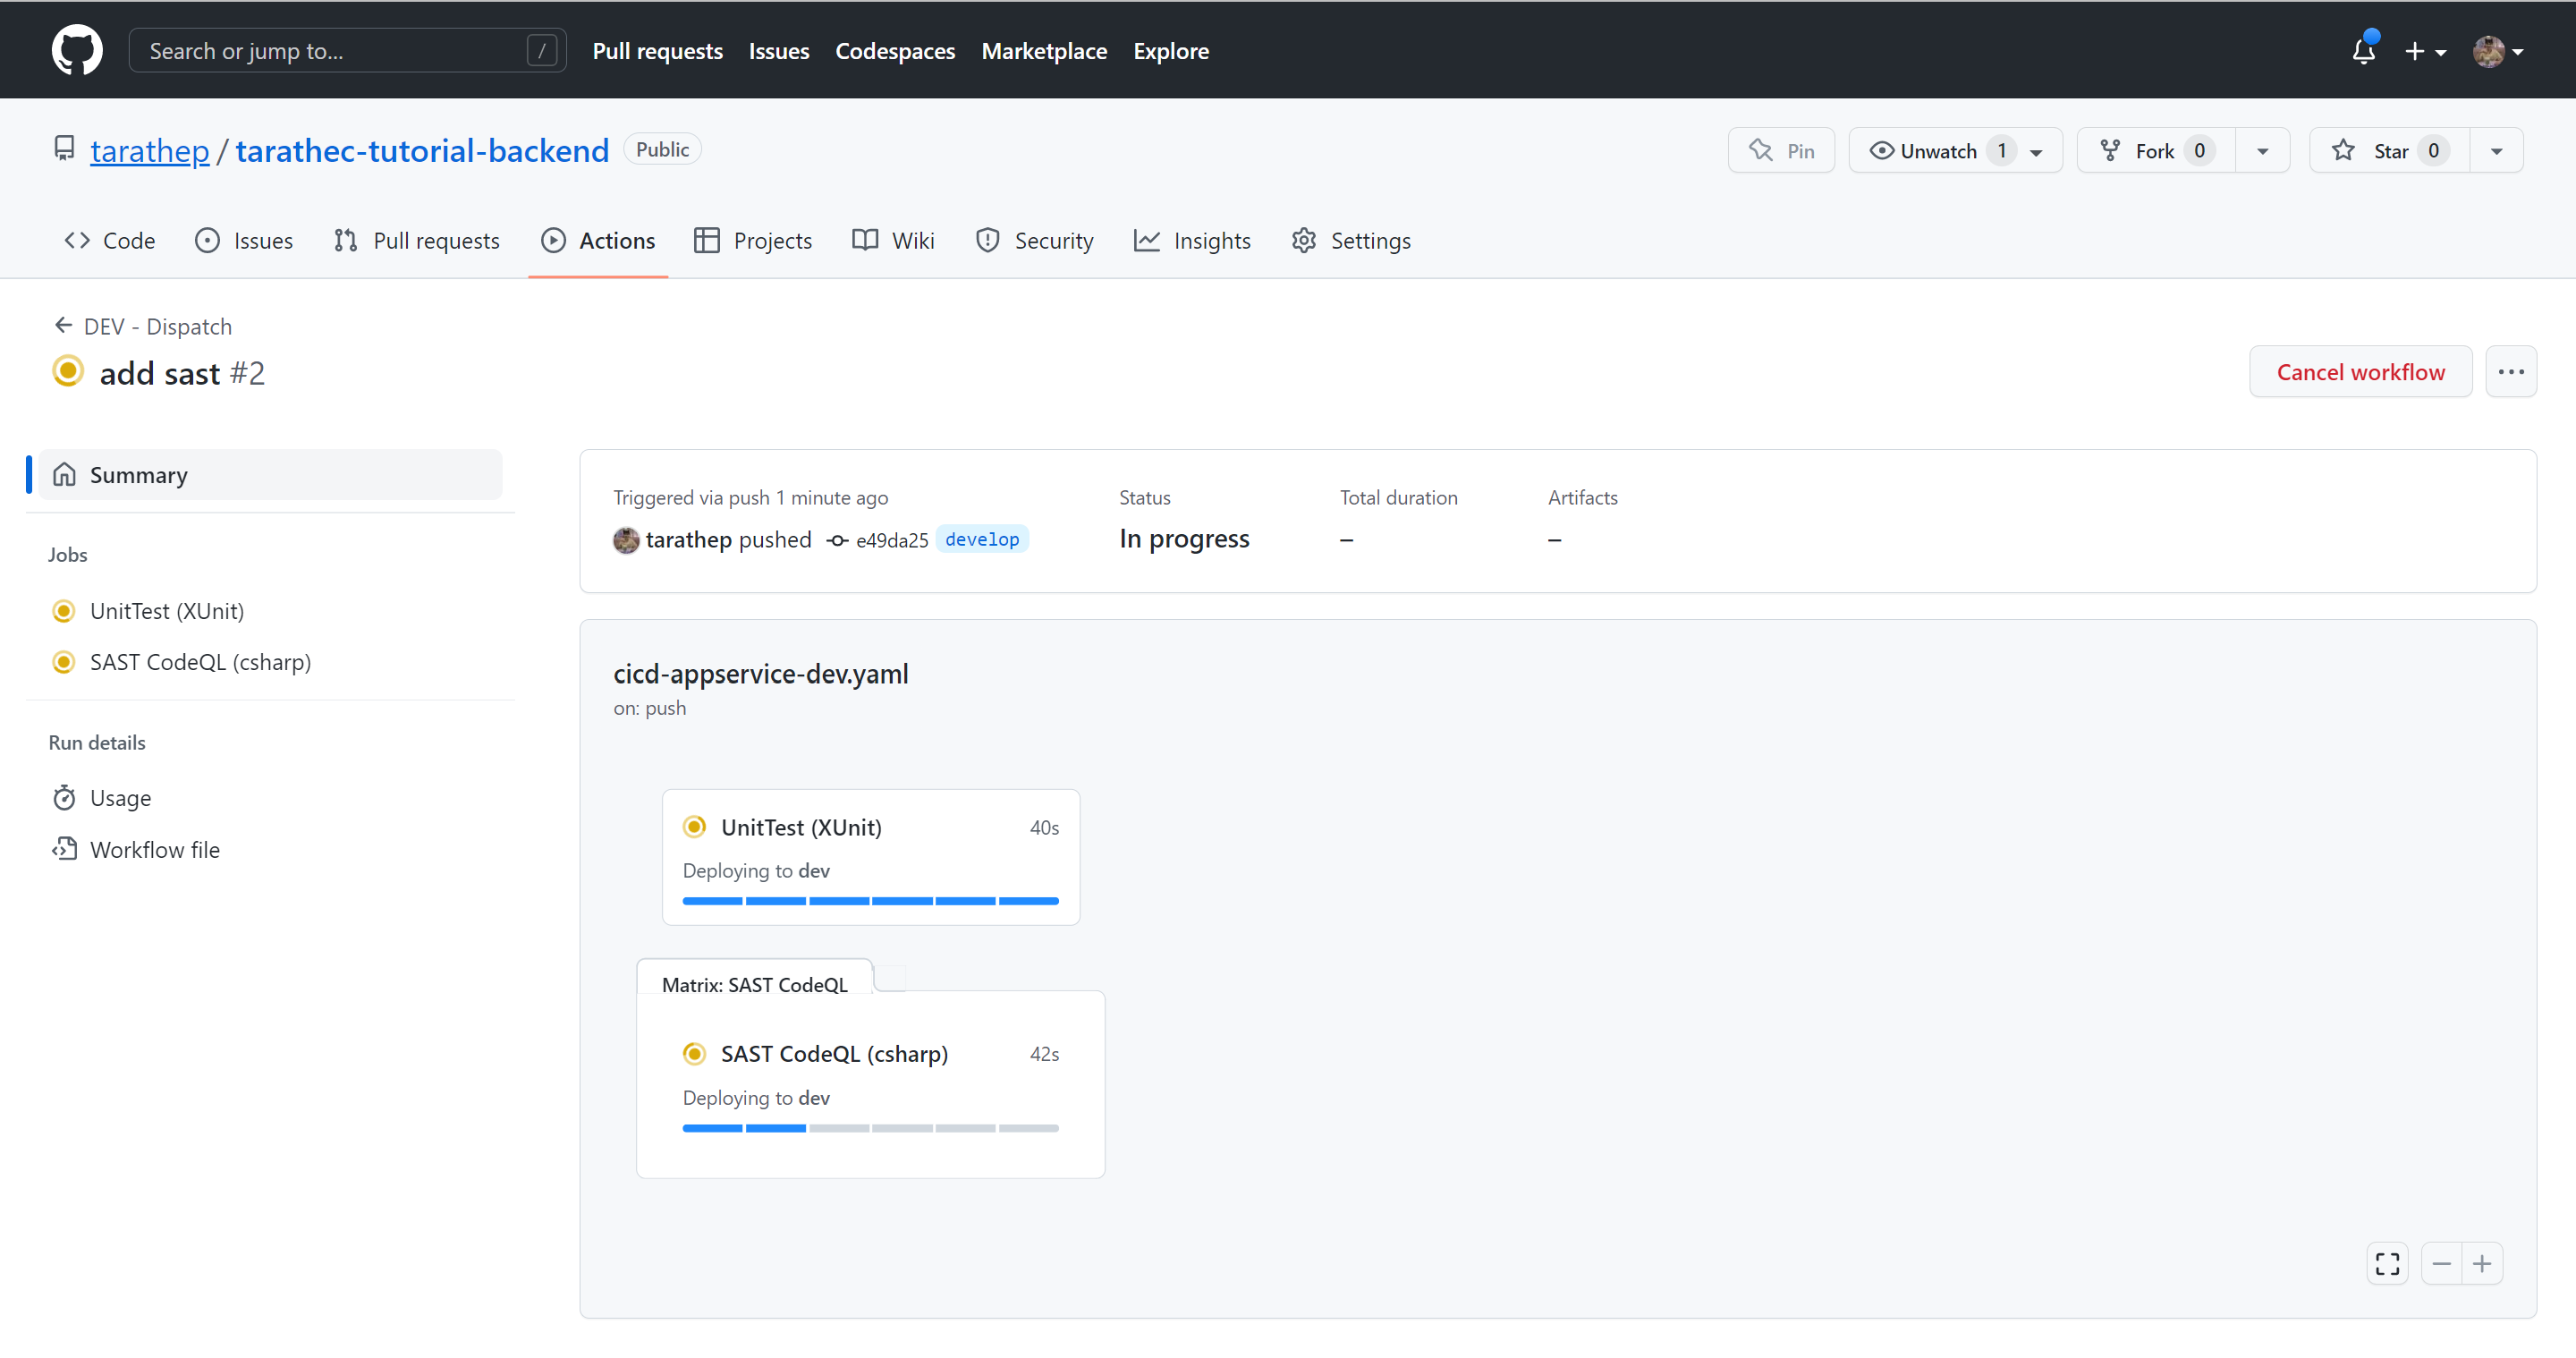 Search or jump to... / Pull requests Issues Codespaces Marketplace Explore
tarathep / tarathec-tutorial-backend Public Pin Unwatch 1 Fork 0 Star 0
Code Issues Pull requests Actions Projects Wiki Security Insights Settings
DEV - Dispatch
add sast #2
Cancel workflow
Summary
Jobs
UnitTest (XUnit)
SAST CodeQL (csharp)
Run details
Usage
Workflow file
Triggered via push 1 minute ago Status Total duration Artifacts
tarathep pushed e49da25 develop In progress – –
cicd-appservice-dev.yaml
on: push
UnitTest (XUnit) 40s
Deploying to dev
Matrix: SAST CodeQL
SAST CodeQL (csharp) 42s
Deploying to dev